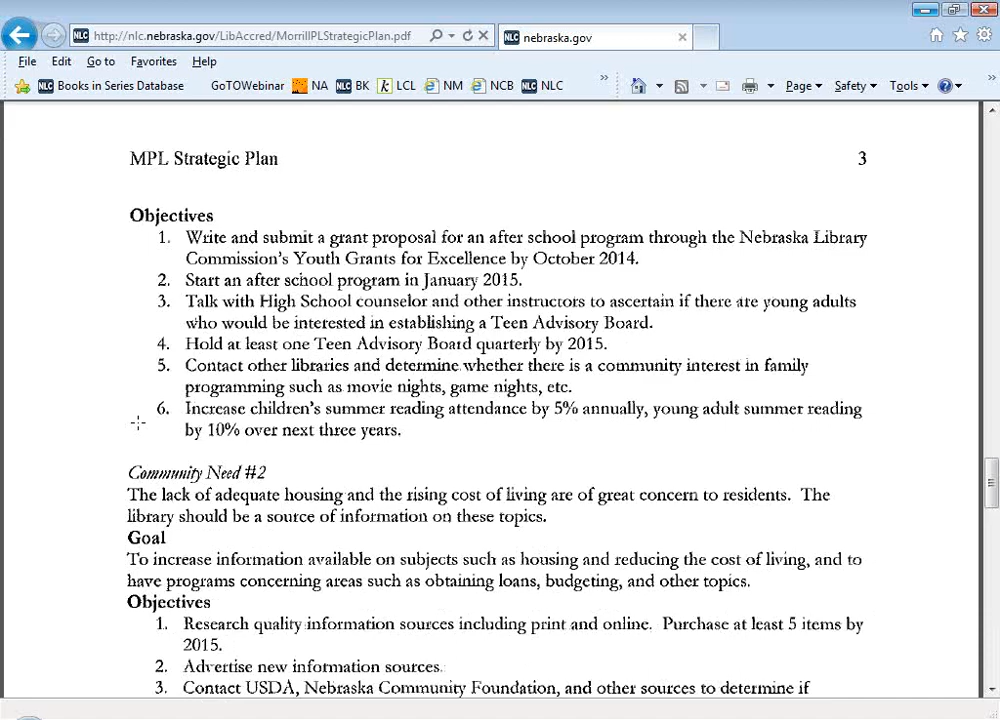 http://nlc.nebraska.gov/LibAccred/MorrillPLStrategicPlan.pdf
NLC nebraska.gov
File Edit Go to Favorites Help
NLC Books in Series Database GoTOWebinar NA NLC BK k LCL NM NCB NLC » Page Safety Tools »
MPL Strategic Plan 3
Objectives
1. Write and submit a grant proposal for an after school program through the Nebraska Library
Commission's Youth Grants for Excellence by October 2014.
2. Start an after school program in January 2015.
3. Talk with High School counselor and other instructors to ascertain if there are young adults
who would be interested in establishing a Teen Advisory Board.
4. Hold at least one Teen Advisory Board quarterly by 2015.
5. Contact other libraries and determine whether there is a community interest in family
programming such as movie nights, game nights, etc.
6. Increase children's summer reading attendance by 5% annually, young adult summer reading
by 10% over next three years.
Community Need #2
The lack of adequate housing and the rising cost of living are of great concern to residents. The
library should be a source of information on these topics.
Goal
To increase information available on subjects such as housing and reducing the cost of living, and to
have programs concerning areas such as obtaining loans, budgeting, and other topics.
Objectives
1. Research quality information sources including print and online. Purchase at least 5 items by
2015.
2. Advertise new information sources.
3. Contact USDA, Nebraska Community Foundation, and other sources to determine if